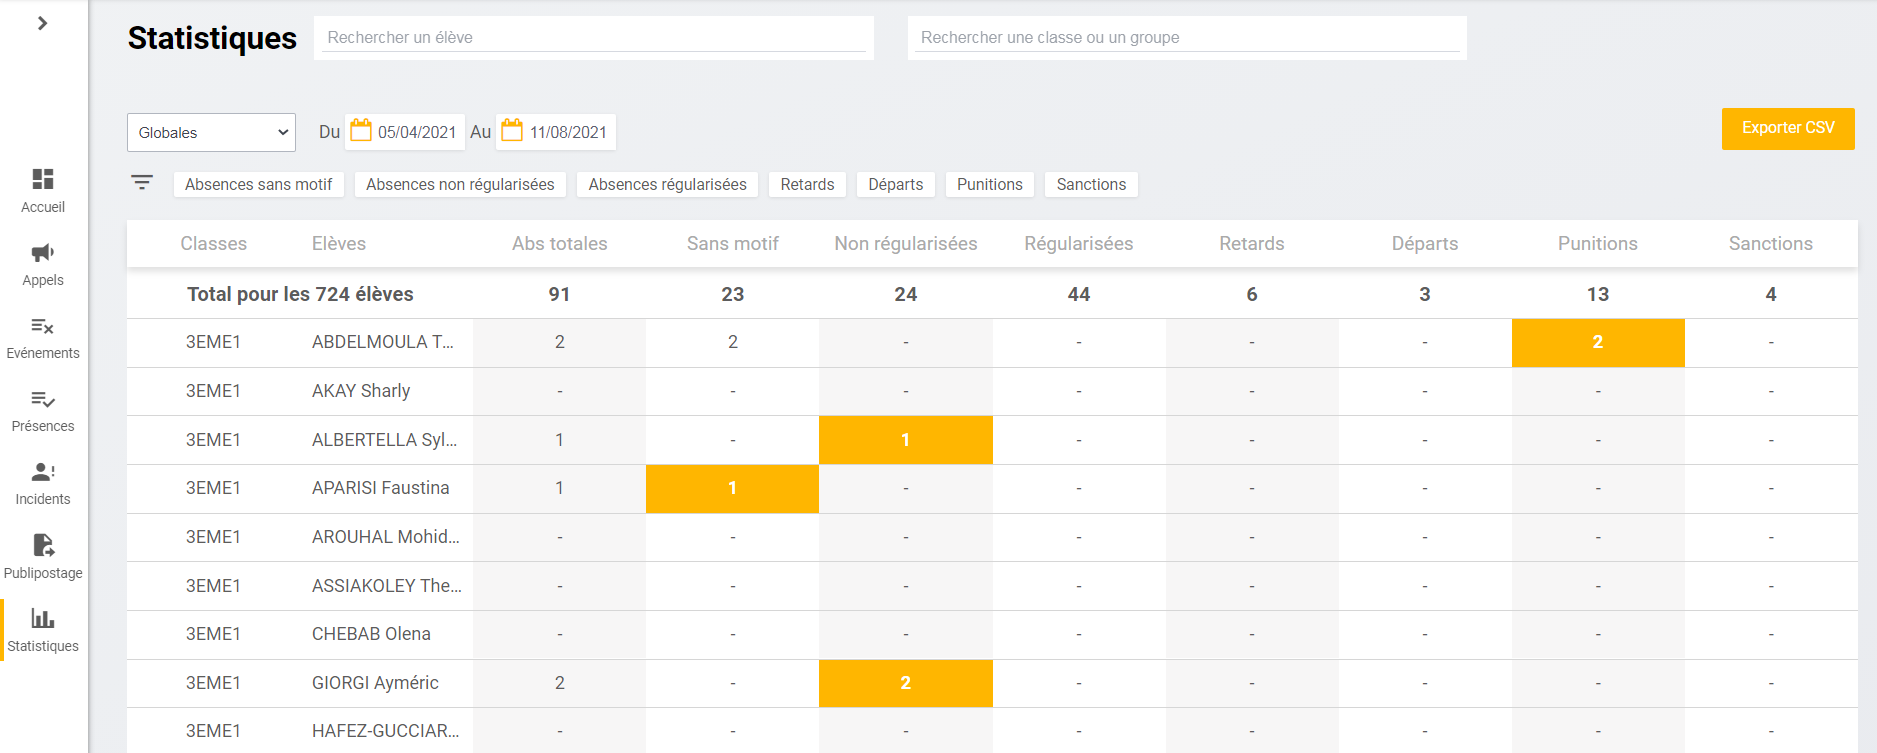 Statistiques
Rechercher un élève
Rechercher une classe ou un groupe
Globales
Du 05/04/2021 Au 11/08/2021
Exporter CSV
Absences sans motif Absences non régularisées Absences régularisées Retards Départs Punitions Sanctions
Classes Elèves Abs totales Sans motif Non régularisées Régularisées Retards Départs Punitions Sanctions
Total pour les 724 élèves 91 23 24 44 6 3 13 4
3EME1 ABDELMOULA T... 2 2 - - - - 2 -
3EME1 AKAY Sharly - - - - - - - -
3EME1 ALBERTELLA Syl... 1 - 1 - - - - -
3EME1 APARISI Faustina 1 1 - - - - - -
3EME1 AROUHAL Mohid... - - - - - - - -
3EME1 ASSIAKOLEY The... - - - - - - - -
3EME1 CHEBAB Olena - - - - - - - -
3EME1 GIORGI Ayméric 2 - 2 - - - - -
3EME1 HAFEZ-GUCCIAR... - - - - - - - -
Accueil
Appels
Evénements
Présences
Incidents
Publipostage
Statistiques